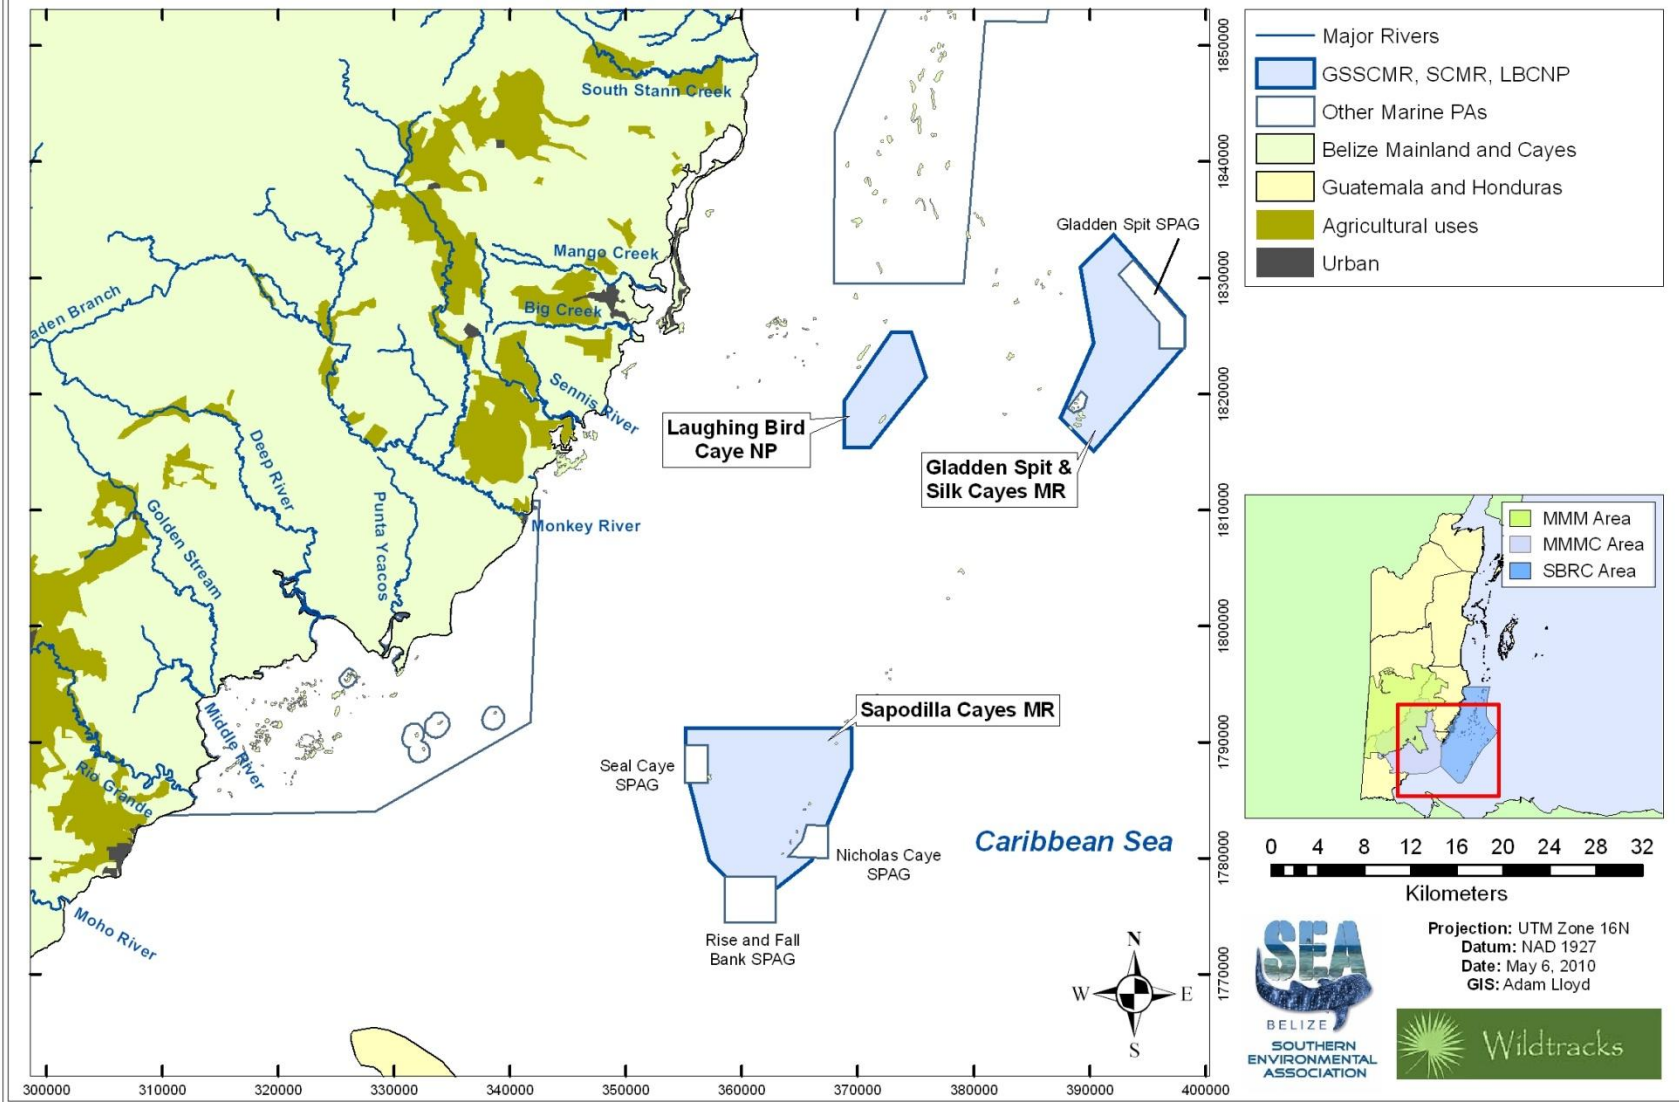 South Stann Creek
Mango Creek
Big Creek
aden Branch
Sennis River
Deep River
Golden Stream
Punta Ycacos
Monkey River
Middle River
Rio Grande
Moho River
Gladden Spit SPAG
Laughing Bird
Caye NP
Gladden Spit &
Silk Cayes MR
Sapodilla Cayes MR
Seal Caye
SPAG
Nicholas Caye
SPAG
Rise and Fall
Bank SPAG
Caribbean Sea
N
W
E
S
300000
310000
320000
330000
340000
350000
360000
370000
380000
390000
400000
1850000
1840000
1830000
1820000
1810000
1800000
1790000
1780000
1770000
Major Rivers
GSSCMR, SCMR, LBCNP
Other Marine PAs
Belize Mainland and Cayes
Guatemala and Honduras
Agricultural uses
Urban
MMM Area
MMMC Area
SBRC Area
0 4 8 12 16 20 24 28 32
Kilometers
Projection: UTM Zone 16N
Datum: NAD 1927
Date: May 6, 2010
GIS: Adam Lloyd
SEA
BELIZE
SOUTHERN
ENVIRONMENTAL
ASSOCIATION
Wildtracks